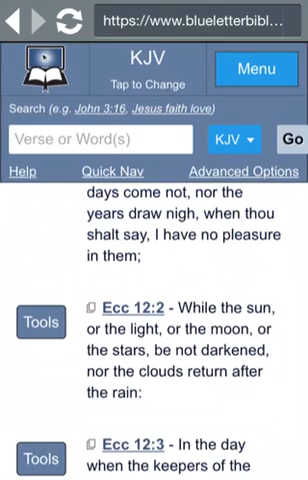 https://www.blueletterbibl...
KJV
Tap to Change
Menu
Search (e.g. John 3:16, Jesus faith love)
Verse or Word(s)
KJV
Go
Help
Quick Nav
Advanced Options
days come not, nor the
years draw nigh, when thou
shalt say, I have no pleasure
in them;
Tools
Ecc 12:2 - While the sun,
or the light, or the moon, or
the stars, be not darkened,
nor the clouds return after
the rain:
Tools
Ecc 12:3 - In the day
when the keepers of the